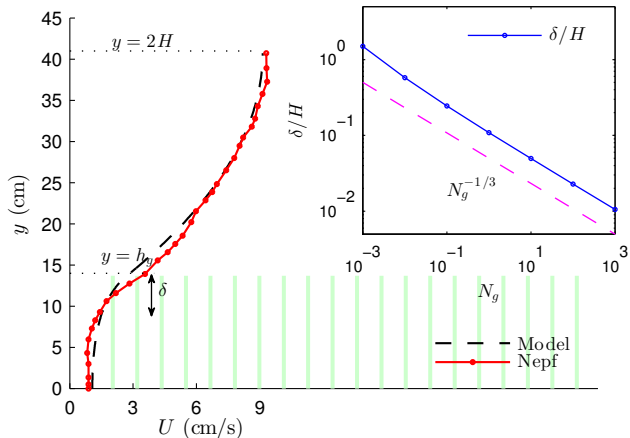 45
40
35
30
25
20
15
10
5
0
y (cm)
y = 2H
y = h_g
δ
0 3 6 9
U (cm/s)
Model
Nepf
δ/H
10^0
10^{-1}
10^{-2}
δ/H
N_g^{-1/3}
10^{-3} 10^{-1} 10^1 10^3
N_g